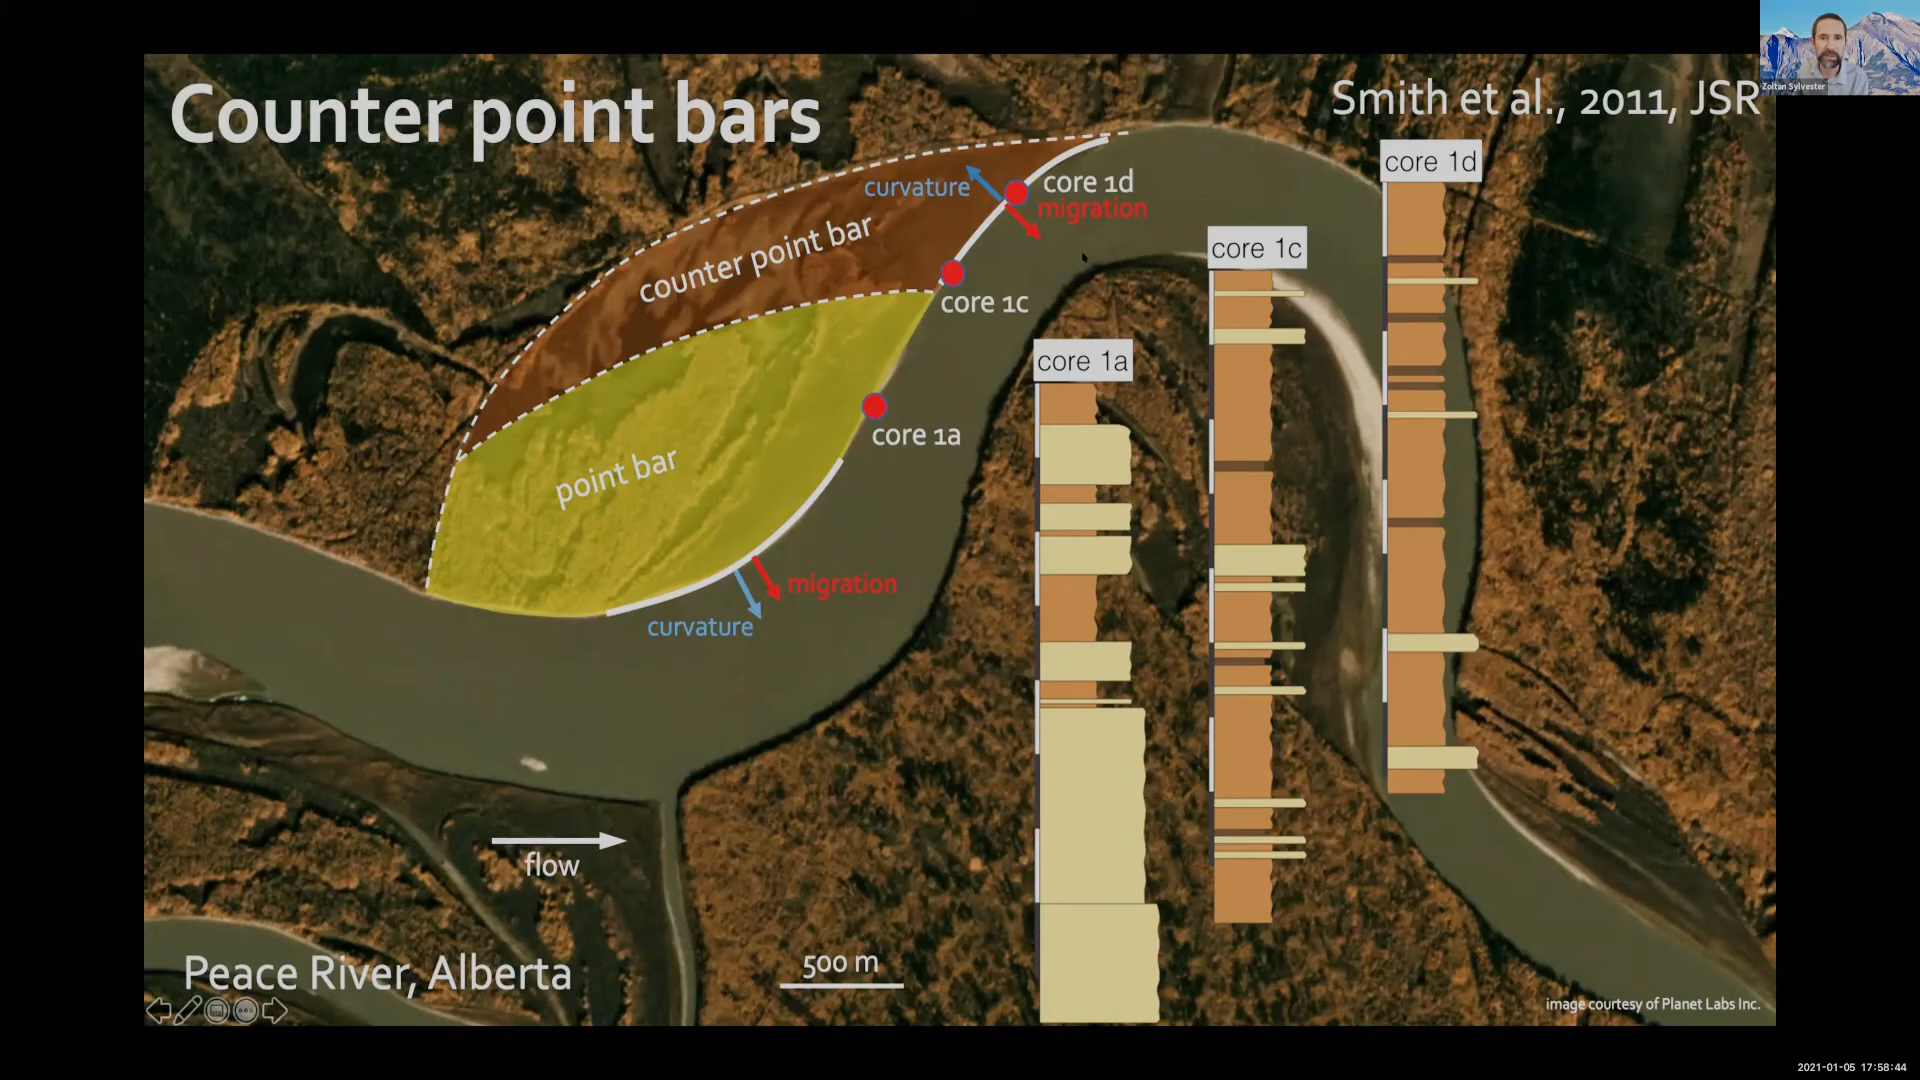 Counter point bars
Smith et al., 2011, JSR
Zoltan Sylvester
core 1d
curvature
core 1d
migration
counter point bar
core 1c
core 1c
core 1a
core 1a
point bar
migration
curvature
flow
Peace River, Alberta
500 m
image courtesy of Planet Labs Inc.
2021-01-05 17:58:44